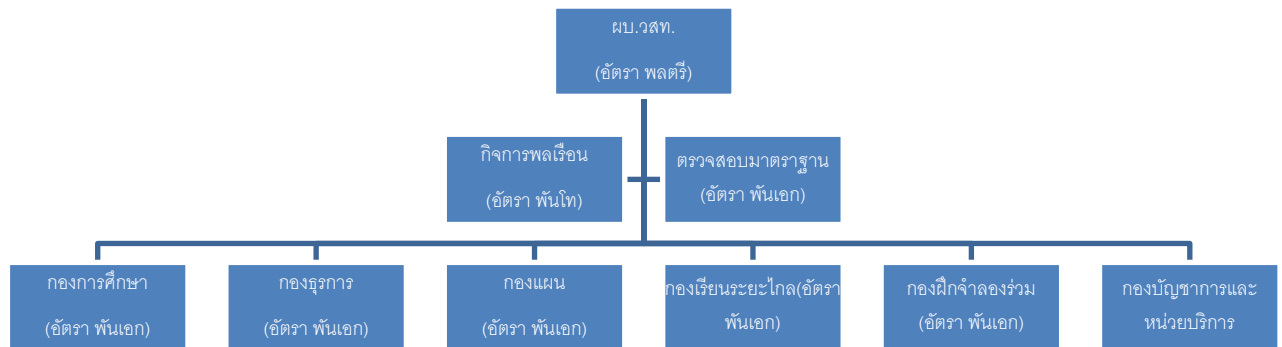 ผบ.วสท.
(อัตรา พลตรี)
กิจการพลเรือน
(อัตรา พันโท)
ตรวจสอบมาตราฐาน
(อัตรา พันเอก)
กองการศึกษา
(อัตรา พันเอก)
กองธุรการ
(อัตรา พันเอก)
กองแผน
(อัตรา พันเอก)
กองเรียนระยะไกล(อัตรา
พันเอก)
กองฝึกจำลองร่วม
(อัตรา พันเอก)
กองบัญชาการและ
หน่วยบริการ